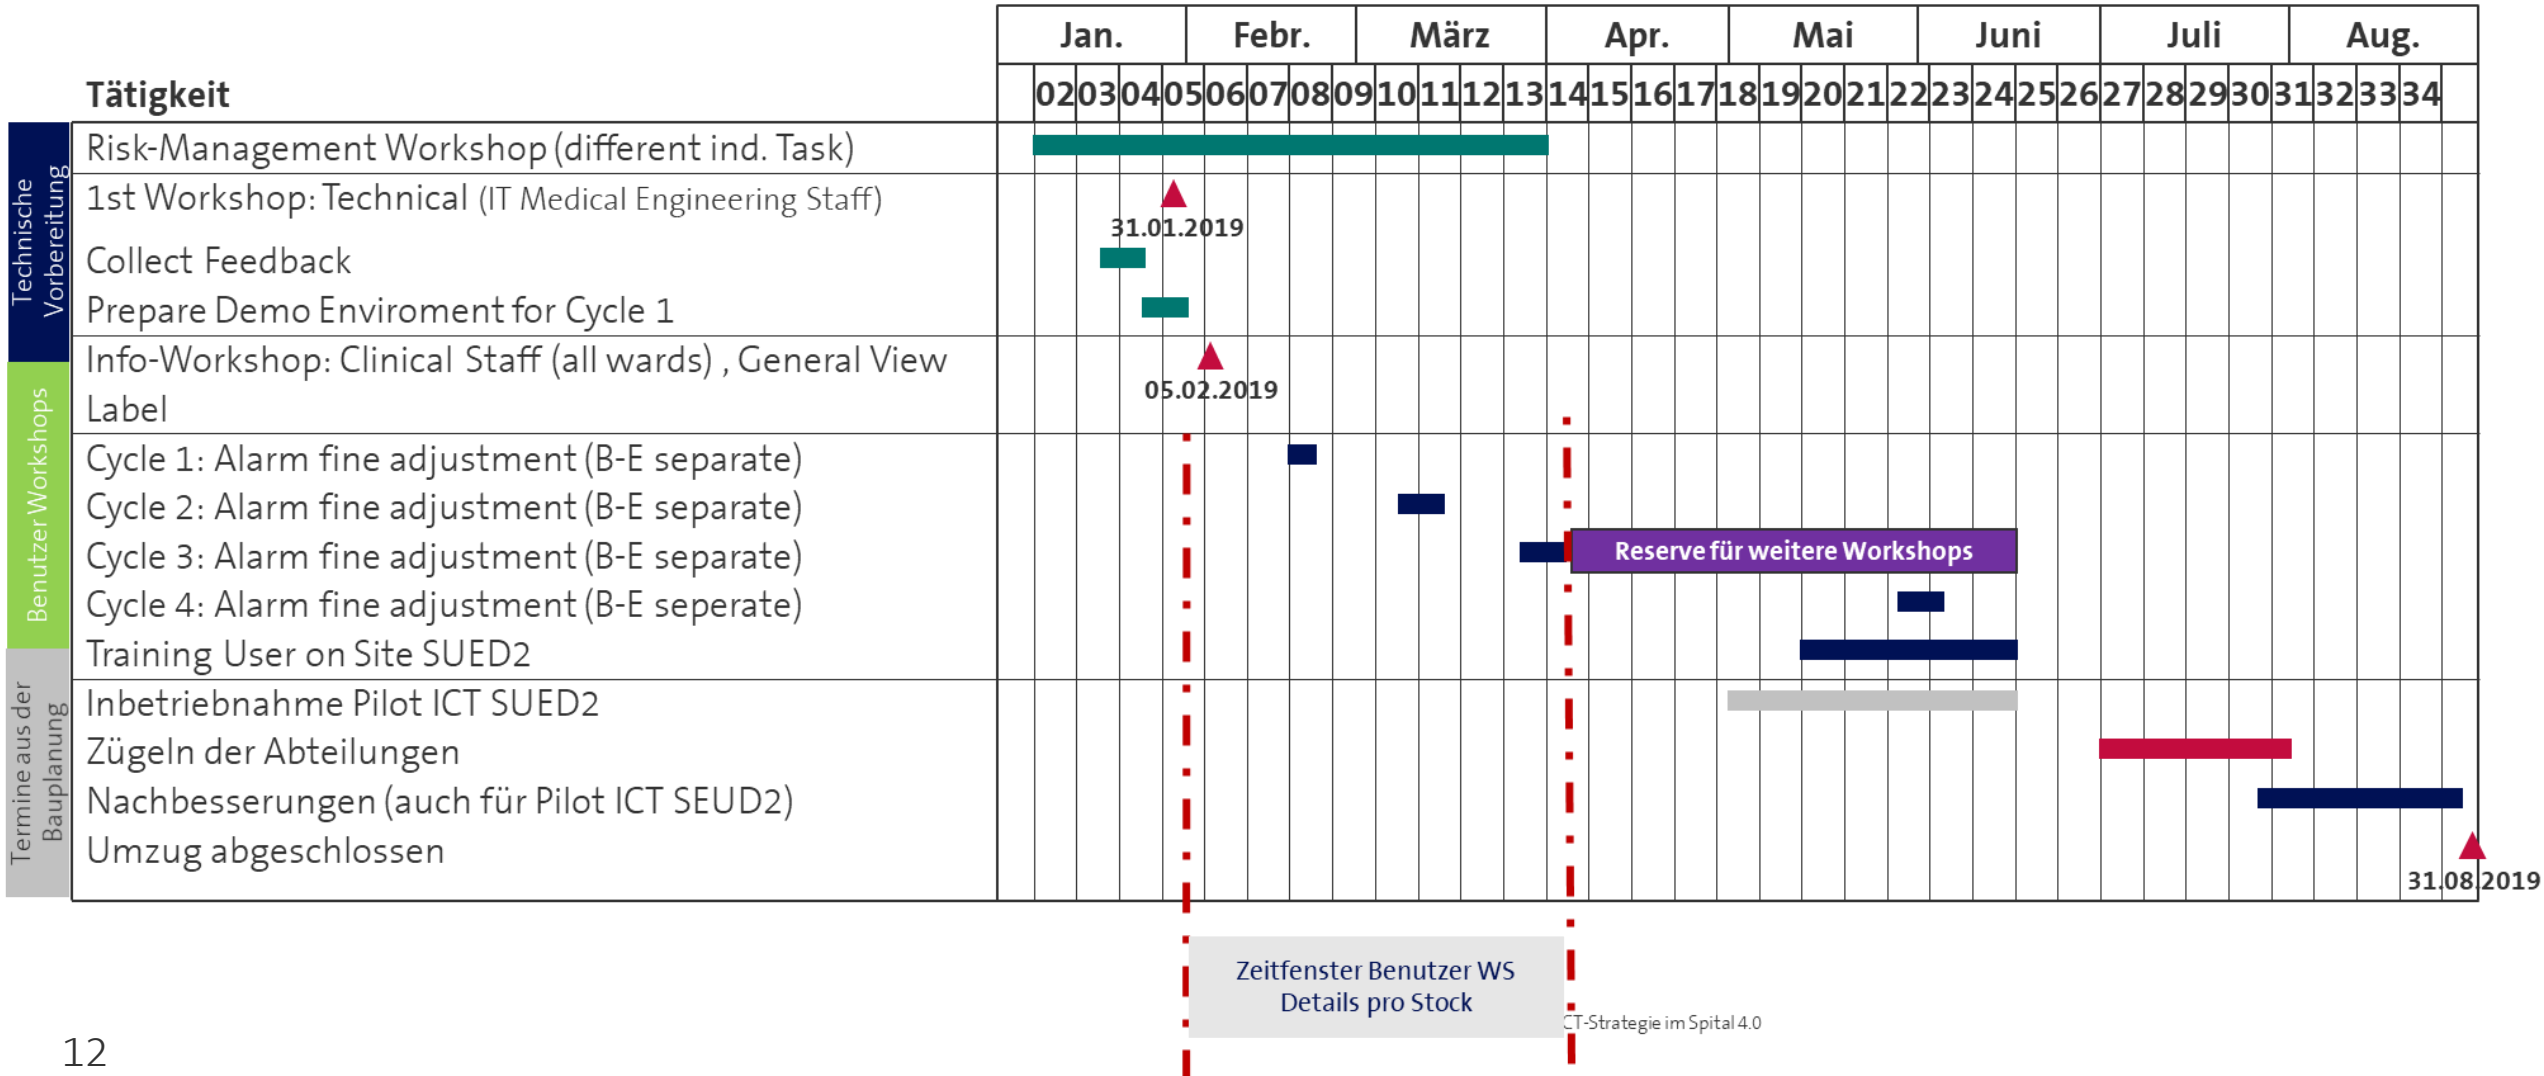 Jan. Febr. März Apr. Mai Juni Juli Aug.
Tätigkeit 02 03 04 05 06 07 08 09 10 11 12 13 14 15 16 17 18 19 20 21 22 23 24 25 26 27 28 29 30 31 32 33 34
Technische
Vorbereitung
Risk-Management Workshop (different ind. Task)
1st Workshop: Technical (IT Medical Engineering Staff)
31.01.2019
Collect Feedback
Prepare Demo Enviroment for Cycle 1
Benutzer Workshops
Info-Workshop: Clinical Staff (all wards) , General View
05.02.2019
Label
Cycle 1: Alarm fine adjustment (B-E separate)
Cycle 2: Alarm fine adjustment (B-E separate)
Cycle 3: Alarm fine adjustment (B-E separate)
Reserve für weitere Workshops
Cycle 4: Alarm fine adjustment (B-E seperate)
Training User on Site SUED2
Termine aus der
Bauplanung
Inbetriebnahme Pilot ICT SUED2
Zügeln der Abteilungen
Nachbesserungen (auch für Pilot ICT SEUD2)
Umzug abgeschlossen
31.08.2019
Zeitfenster Benutzer WS
Details pro Stock
CT-Strategie im Spital 4.0
12